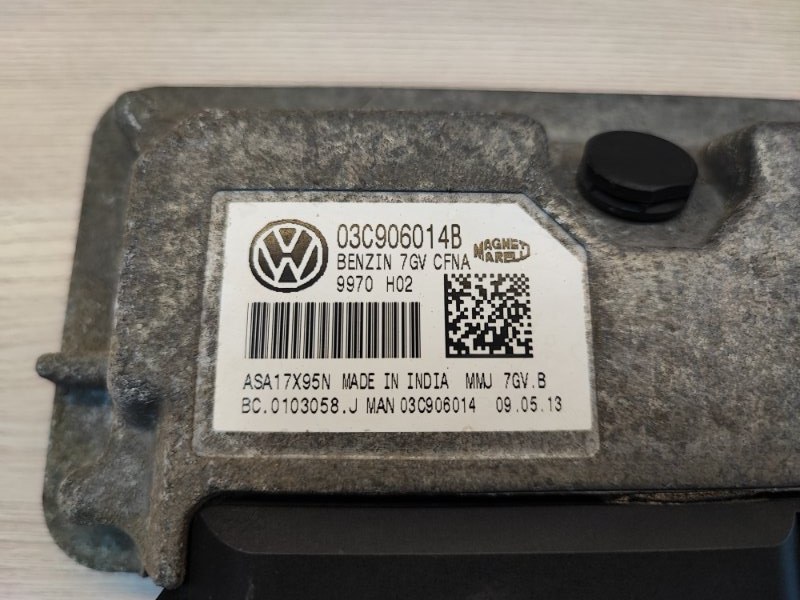 03C906014B
MAGNETI MARELLI
BENZIN 7GV CFNA
9970 H02
ASA17X95N MADE IN INDIA MMJ 7GV.B
BC.0103058.J MAN 03C906014 09.05.13